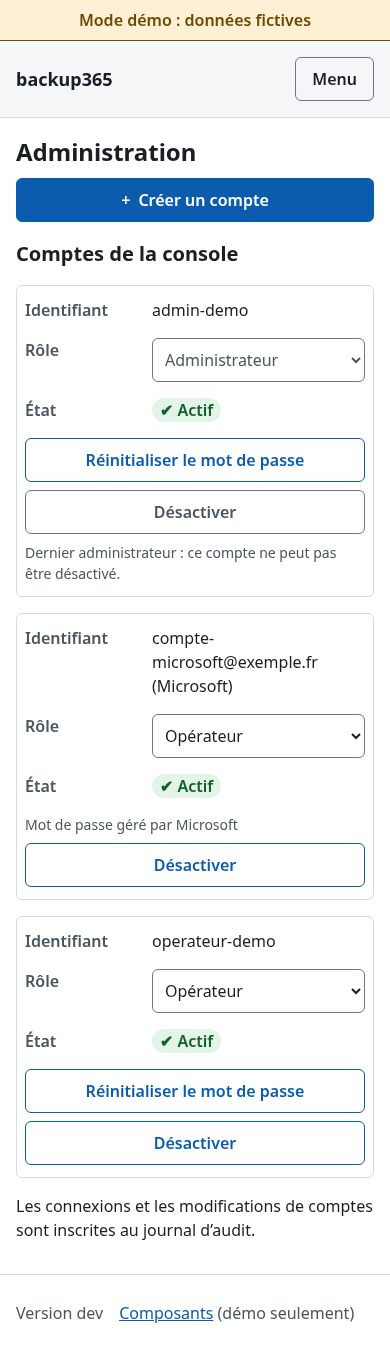 Mode démo : données fictives
backup365
Menu
Administration
+ Créer un compte
Comptes de la console
Identifiant admin-demo
Rôle Administrateur
État ✔ Actif
Réinitialiser le mot de passe
Désactiver
Dernier administrateur : ce compte ne peut pas
être désactivé.
Identifiant compte-
microsoft@exemple.fr
(Microsoft)
Rôle Opérateur
État ✔ Actif
Mot de passe géré par Microsoft
Désactiver
Identifiant operateur-demo
Rôle Opérateur
État ✔ Actif
Réinitialiser le mot de passe
Désactiver
Les connexions et les modifications de comptes
sont inscrites au journal d’audit.
Version dev Composants (démo seulement)